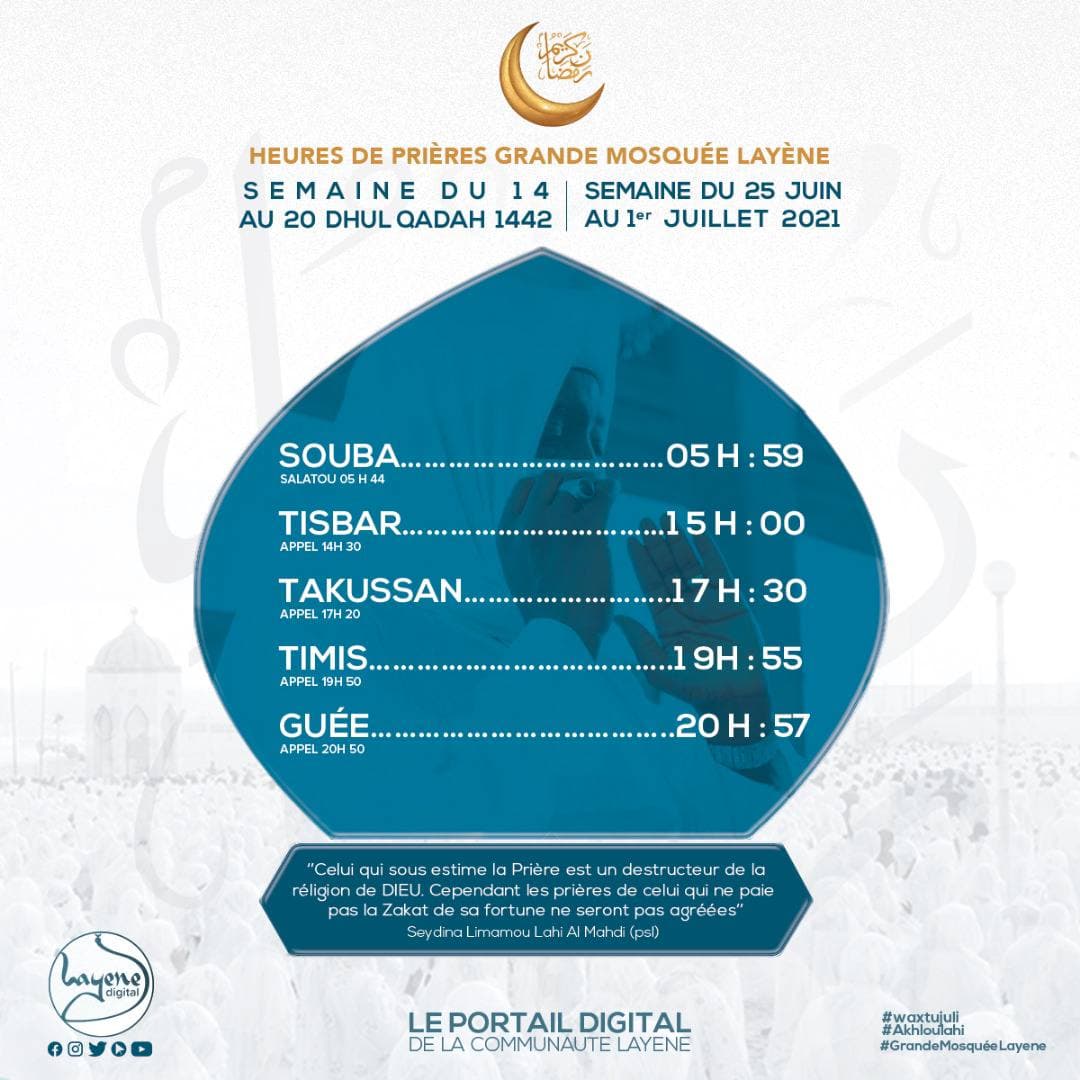 رمضان كريم
HEURES DE PRIÈRES GRANDE MOSQUÉE LAYÈNE
SEMAINE DU 14
AU 20 DHUL QADAH 1442
SEMAINE DU 25 JUIN
AU 1er JUILLET 2021
SOUBA..............................05 H : 59
SALATOU 05 H 44
TISBAR..............................15H : 00
APPEL 14H 30
TAKUSSAN.......................17H : 30
APPEL 17H 20
TIMIS..................................19H : 55
APPEL 19H 50
GUÉE..................................20 H : 57
APPEL 20H 50
"Celui qui sous estime la Prière est un destructeur de la
réligion de DIEU. Cependant les prières de celui qui ne paie
pas la Zakat de sa fortune ne seront pas agréées"
Seydina Limamou Lahi Al Mahdi (psl)
Layene
digital
LE PORTAIL DIGITAL
DE LA COMMUNAUTE LAYENE
#waxtujuli
#Akhloulahi
#GrandeMosquéeLayene